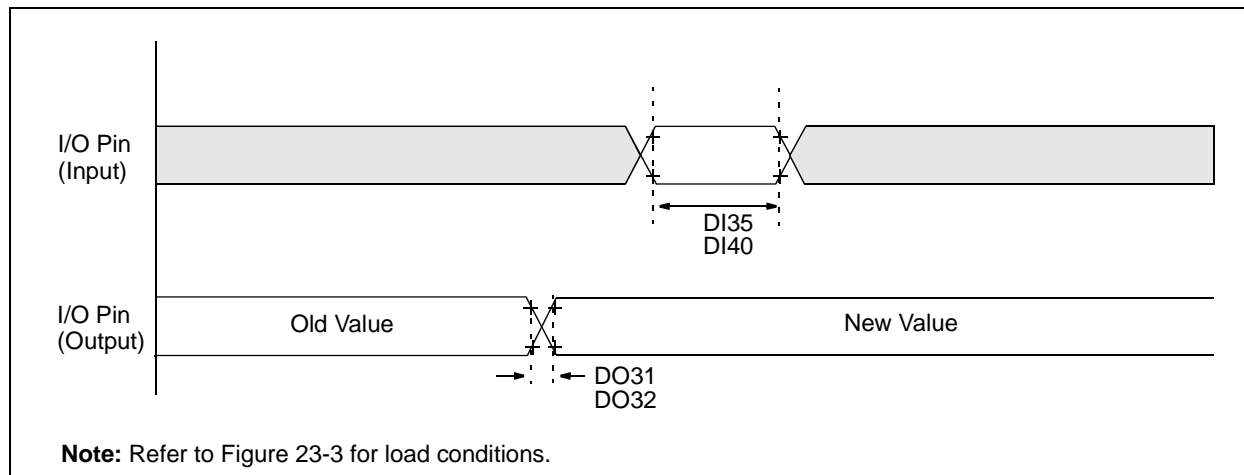 I/O Pin
(Input)
DI35
DI40
I/O Pin
(Output)
Old Value
New Value
DO31
DO32
Note: Refer to Figure 23-3 for load conditions.